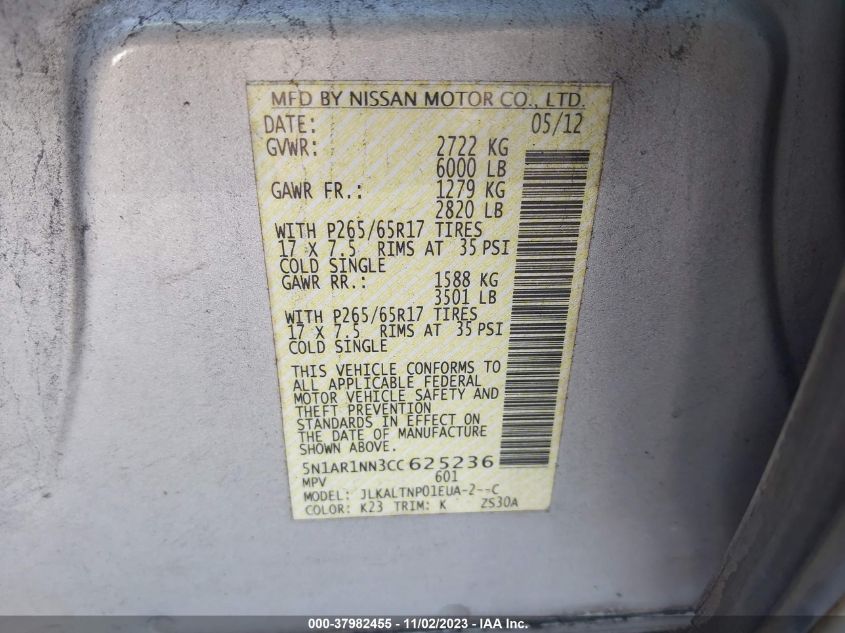 MFD BY NISSAN MOTOR CO., LTD.
DATE: 05/12
GVWR: 2722 KG
6000 LB
GAWR FR.: 1279 KG
2820 LB
WITH P265/65R17 TIRES
17 X 7.5 RIMS AT 35 PSI
COLD SINGLE
GAWR RR.: 1588 KG
3501 LB
WITH P265/65R17 TIRES
17 X 7.5 RIMS AT 35 PSI
COLD SINGLE
THIS VEHICLE CONFORMS TO
ALL APPLICABLE FEDERAL
MOTOR VEHICLE SAFETY AND
THEFT PREVENTION
STANDARDS IN EFFECT ON
THE DATE OF MANUFACTURE
SHOWN ABOVE.
5N1AR1NN3CC625236
MPV 601
MODEL: JLKALTNP01EUA-2--C
COLOR: K23 TRIM: K ZS30A
000-37982455 - 11/02/2023 - © IAA, Inc.